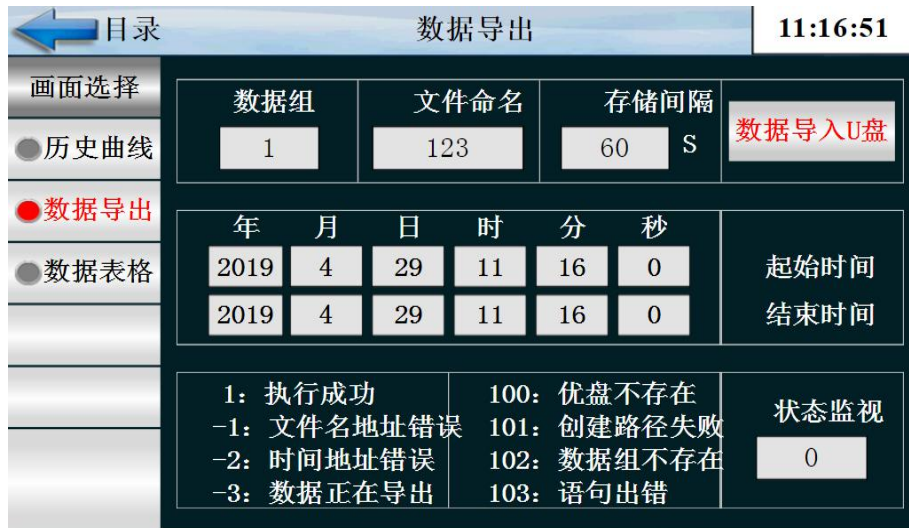 目录 数据导出 11:16:51
画面选择
历史曲线
数据导出
数据表格
数据组 文件命名 存储间隔
1 123 60 S 数据导入U盘
年 月 日 时 分 秒
2019 4 29 11 16 0 起始时间
2019 4 29 11 16 0 结束时间
1：执行成功 100：优盘不存在
-1：文件名地址错误 101：创建路径失败
-2：时间地址错误 102：数据组不存在
-3：数据正在导出 103：语句出错
状态监视
0